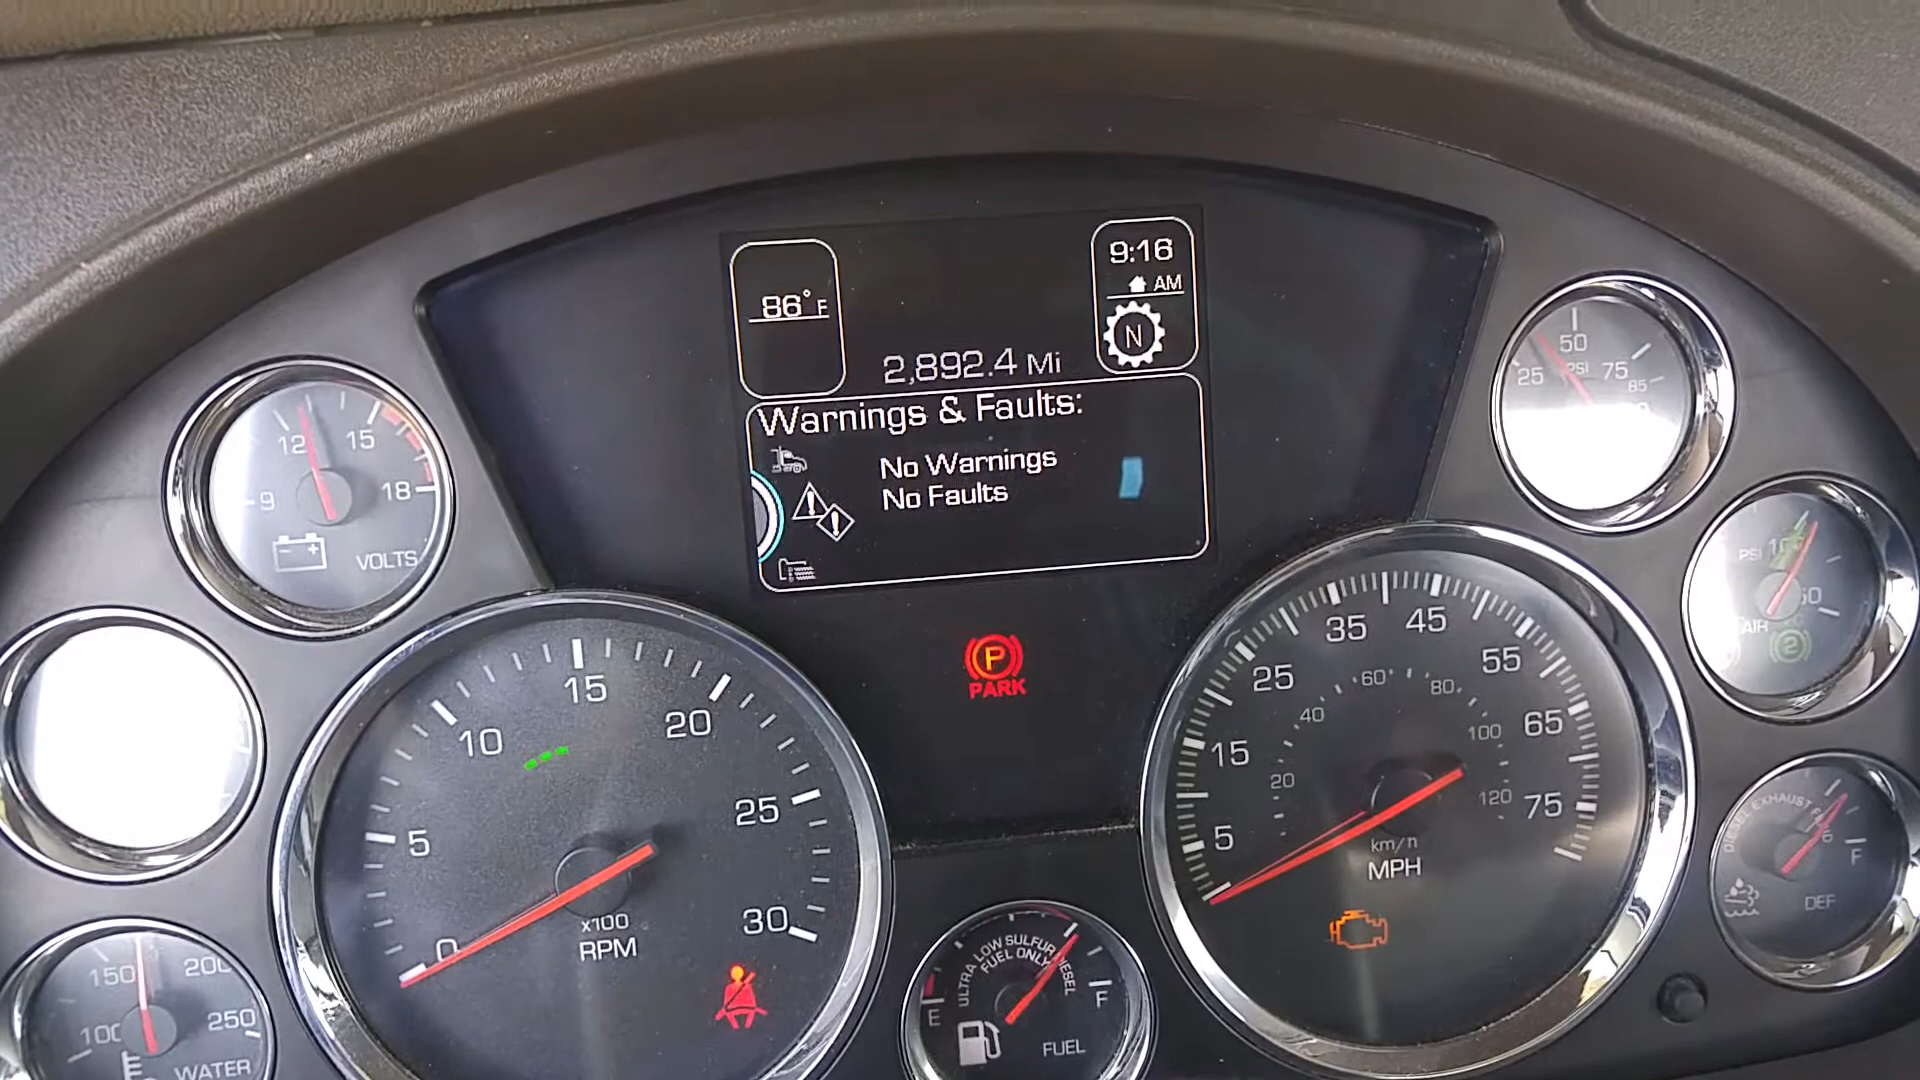 86°F
9:16
AM
N
2,892.4 Mi
Warnings & Faults:
No Warnings
No Faults
9
12
15
18
VOLTS
25
50
75
85
PSI
PSI
AIR
2
P
PARK
0
5
10
15
20
25
30
x100
RPM
5
15
25
35
45
55
65
75
20
40
60
80
100
120
km/h
MPH
100
150
200
250
WATER
ULTRA LOW SULFUR DIESEL
FUEL ONLY
E
F
FUEL
DIESEL EXHAUST
F
DEF